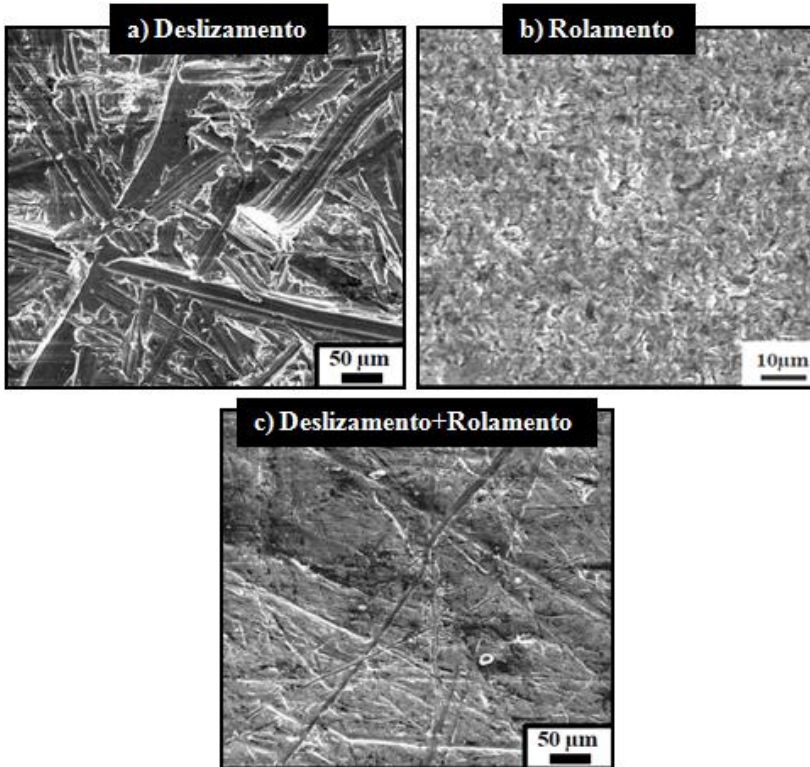 a) Deslizamento
b) Rolamento
50 µm
10µm
c) Deslizamento+Rolamento
50 µm